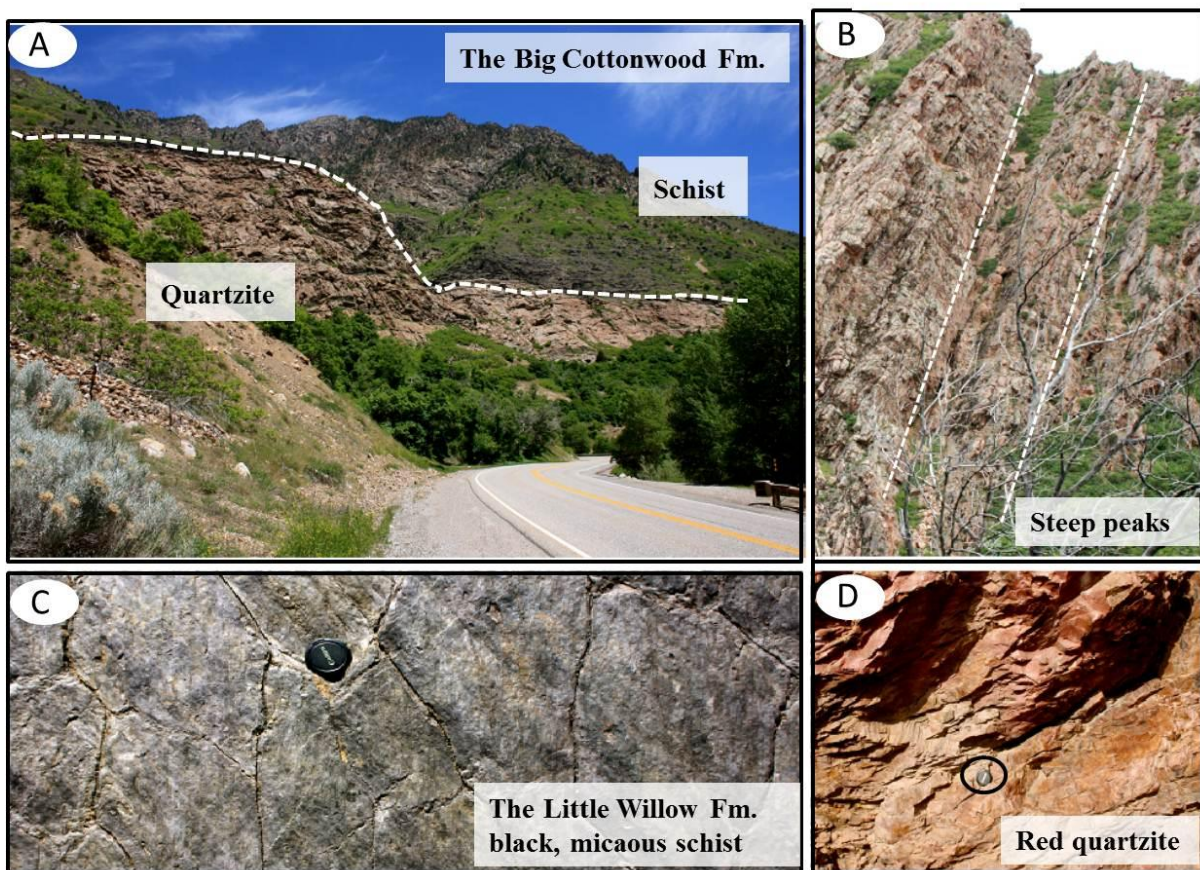 A
The Big Cottonwood Fm.
Schist
Quartzite
B
Steep peaks
C
The Little Willow Fm.
black, micaous schist
D
Red quartzite